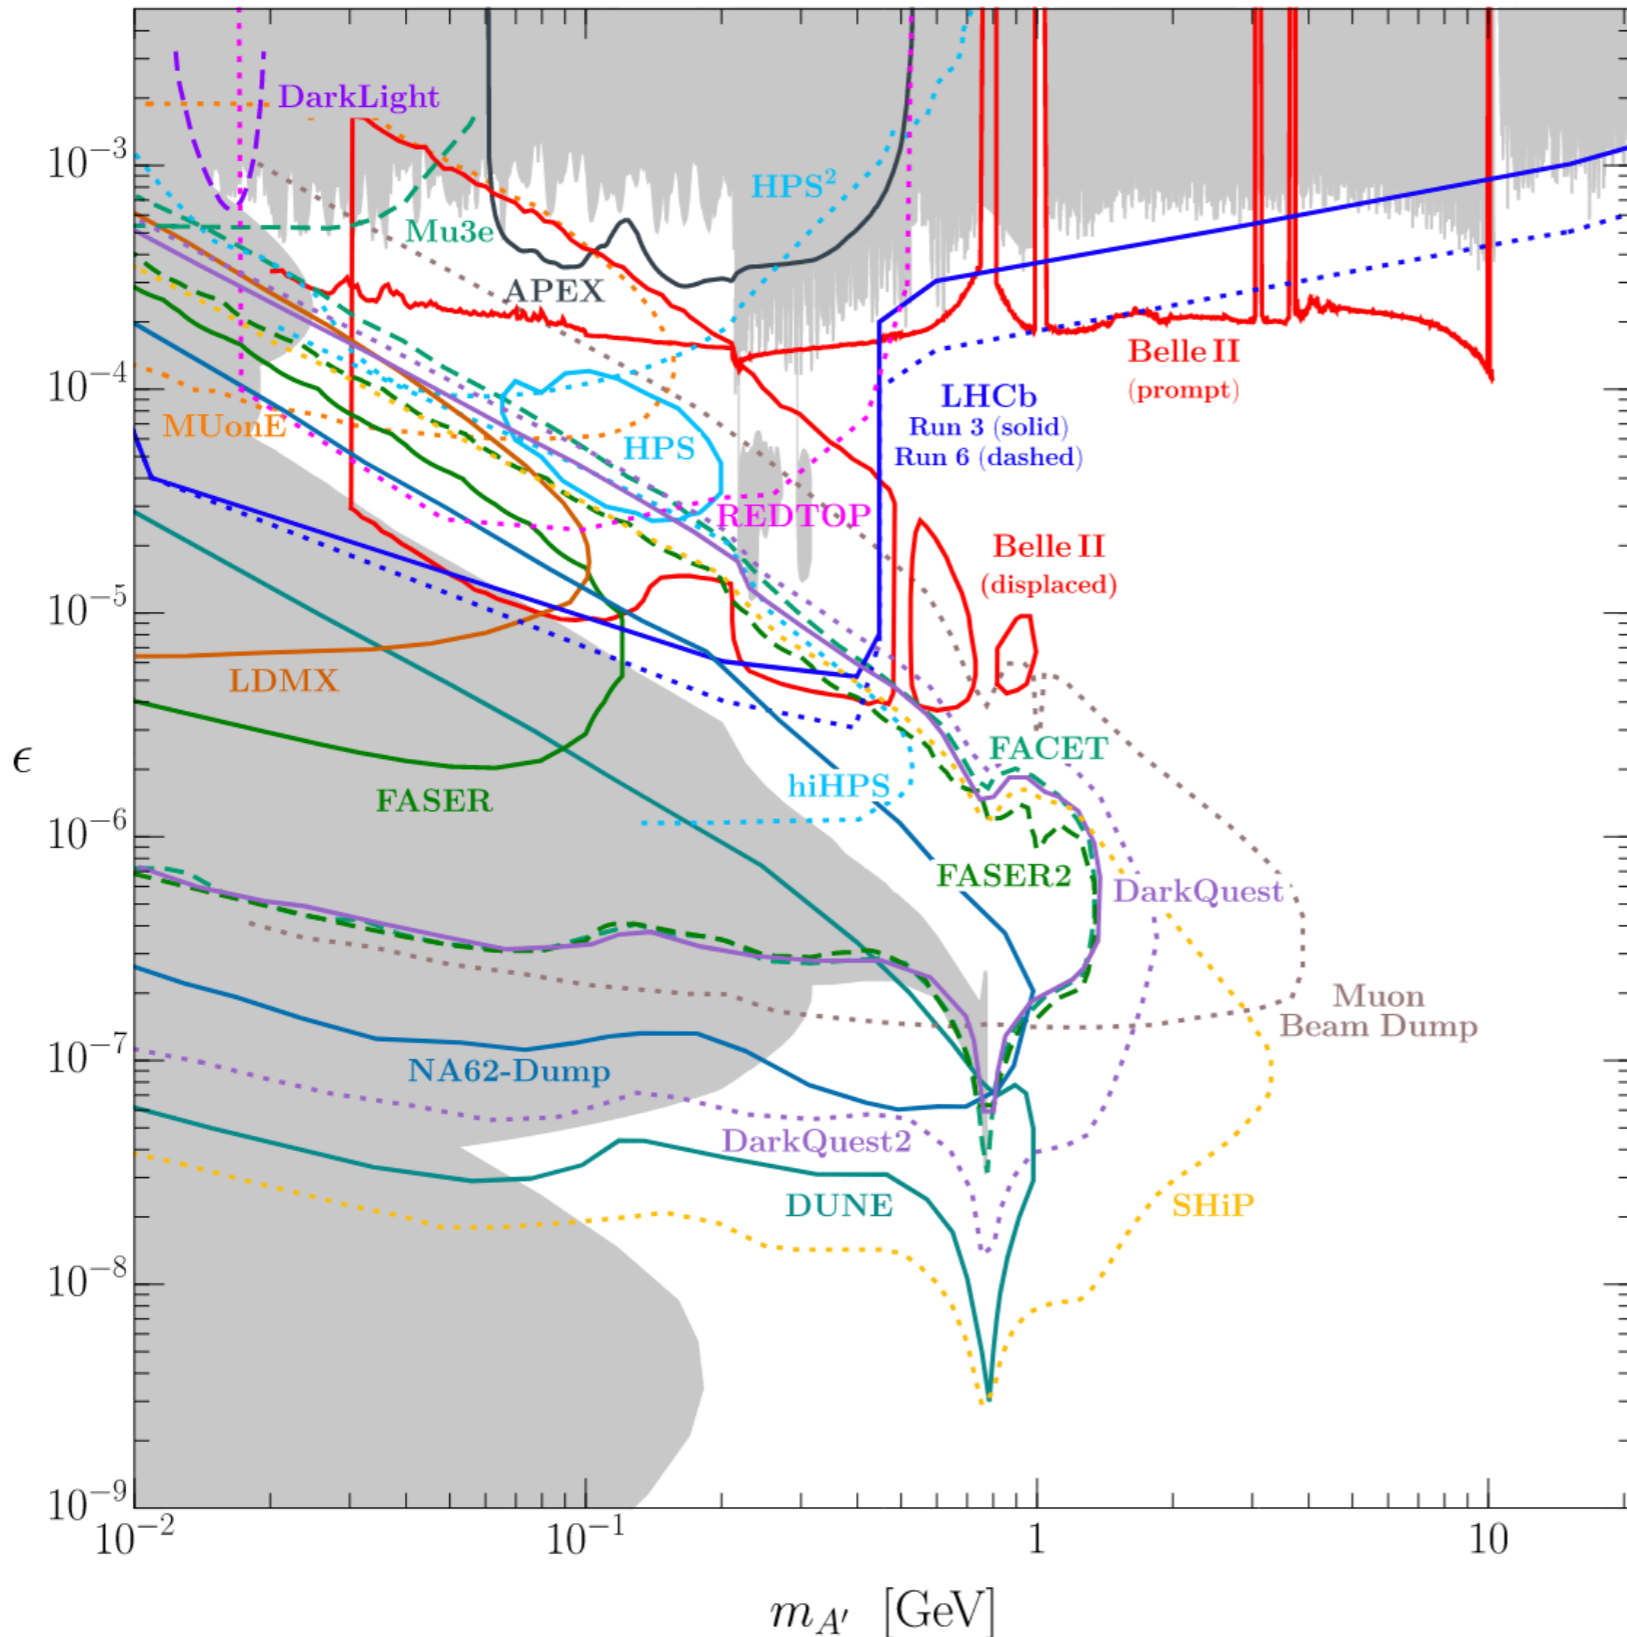 DarkLight
10⁻³
HPS²
Mu3e
APEX
10⁻⁴
Belle II
(prompt)
LHCb
Run 3 (solid)
Run 6 (dashed)
MUonE
HPS
REDTOP
Belle II
(displaced)
10⁻⁵
LDMX
ϵ
FACET
hiHPS
FASER
10⁻⁶
FASER2
DarkQuest
Muon
Beam Dump
10⁻⁷
NA62-Dump
DarkQuest2
DUNE
SHiP
10⁻⁸
10⁻⁹
10⁻² 10⁻¹ 1 10
m_A′ [GeV]